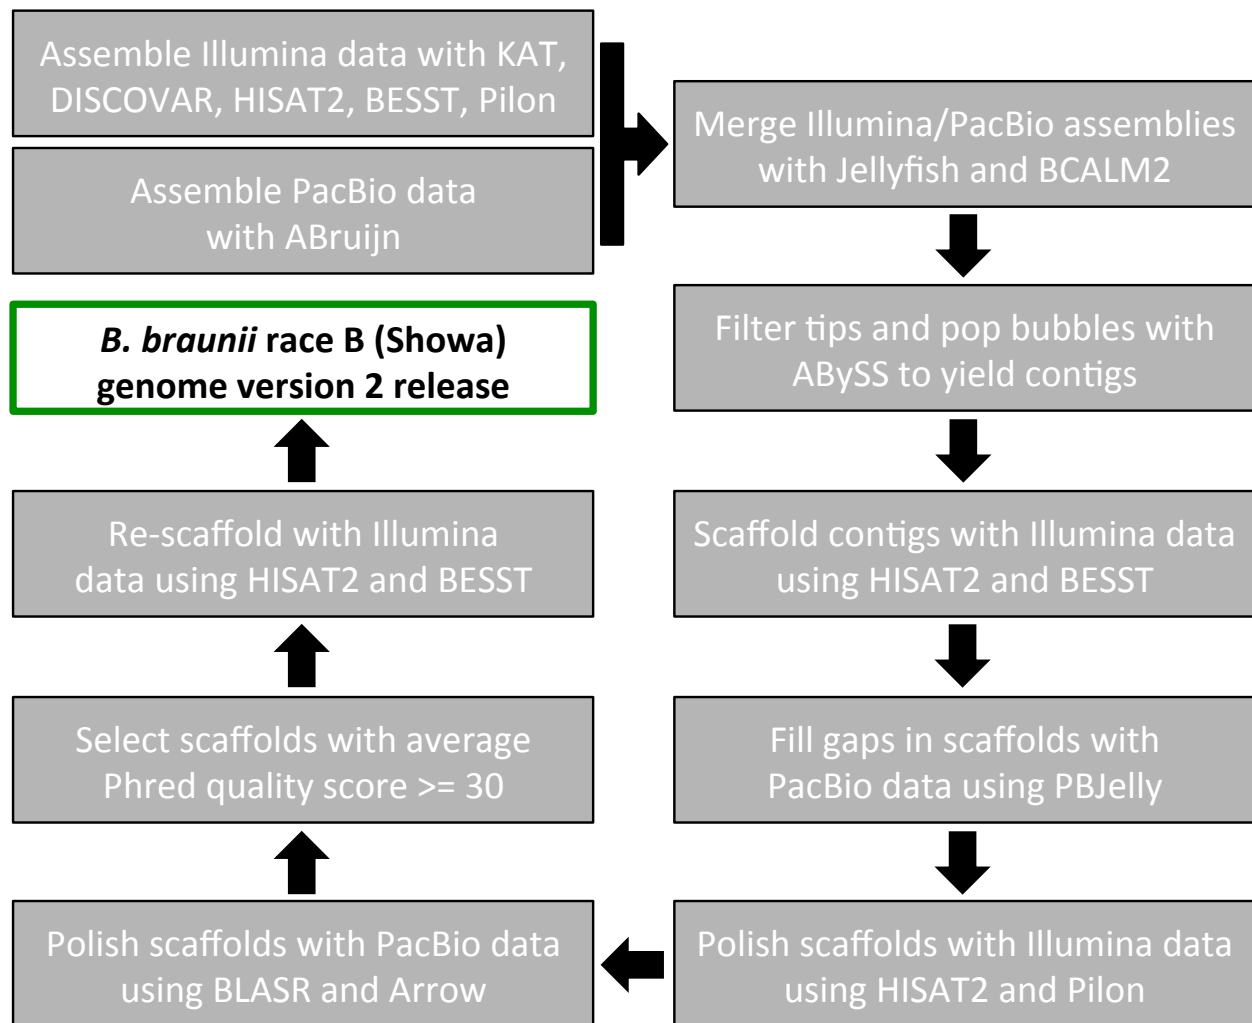 Assemble Illumina data with KAT,
DISCOVAR, HISAT2, BESST, Pilon
Assemble PacBio data
with ABruijn
Merge Illumina/PacBio assemblies
with Jellyfish and BCALM2
Filter tips and pop bubbles with
ABySS to yield contigs
Scaffold contigs with Illumina data
using HISAT2 and BESST
Fill gaps in scaffolds with
PacBio data using PBJelly
Polish scaffolds with Illumina data
using HISAT2 and Pilon
Polish scaffolds with PacBio data
using BLASR and Arrow
Select scaffolds with average
Phred quality score >= 30
Re-scaffold with Illumina
data using HISAT2 and BESST
B. braunii race B (Showa)
genome version 2 release